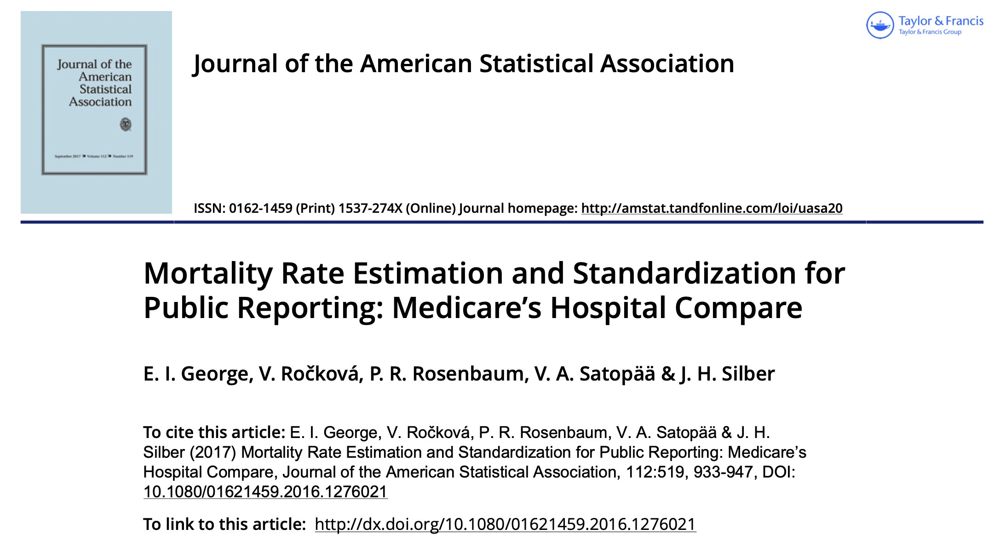 Journal of the
American
Statistical
Association
September 2017 Volume 112 Number 519
Taylor & Francis
Taylor & Francis Group
Journal of the American Statistical Association
ISSN: 0162-1459 (Print) 1537-274X (Online) Journal homepage: http://amstat.tandfonline.com/loi/uasa20
Mortality Rate Estimation and Standardization for
Public Reporting: Medicare’s Hospital Compare
E. I. George, V. Ročková, P. R. Rosenbaum, V. A. Satopää & J. H. Silber
To cite this article: E. I. George, V. Ročková, P. R. Rosenbaum, V. A. Satopää & J. H.
Silber (2017) Mortality Rate Estimation and Standardization for Public Reporting: Medicare’s
Hospital Compare, Journal of the American Statistical Association, 112:519, 933-947, DOI:
10.1080/01621459.2016.1276021
To link to this article: http://dx.doi.org/10.1080/01621459.2016.1276021